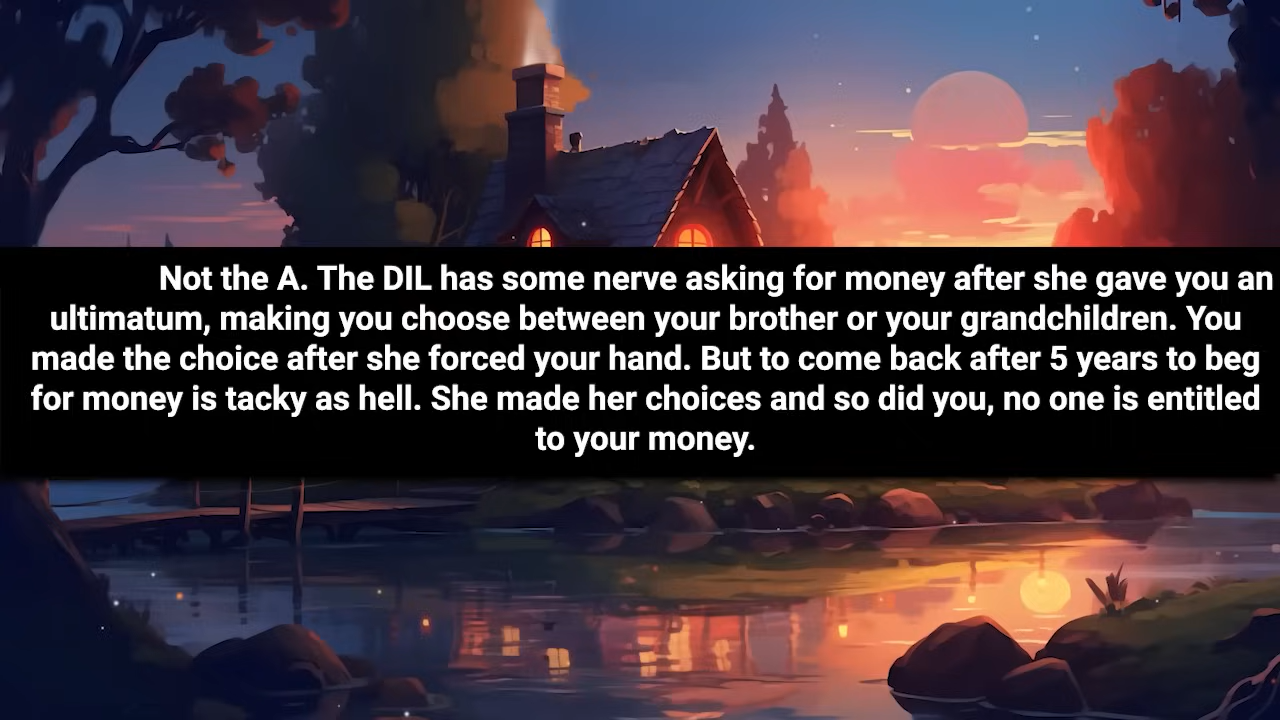 Not the A. The DIL has some nerve asking for money after she gave you an
ultimatum, making you choose between your brother or your grandchildren. You
made the choice after she forced your hand. But to come back after 5 years to beg
for money is tacky as hell. She made her choices and so did you, no one is entitled
to your money.